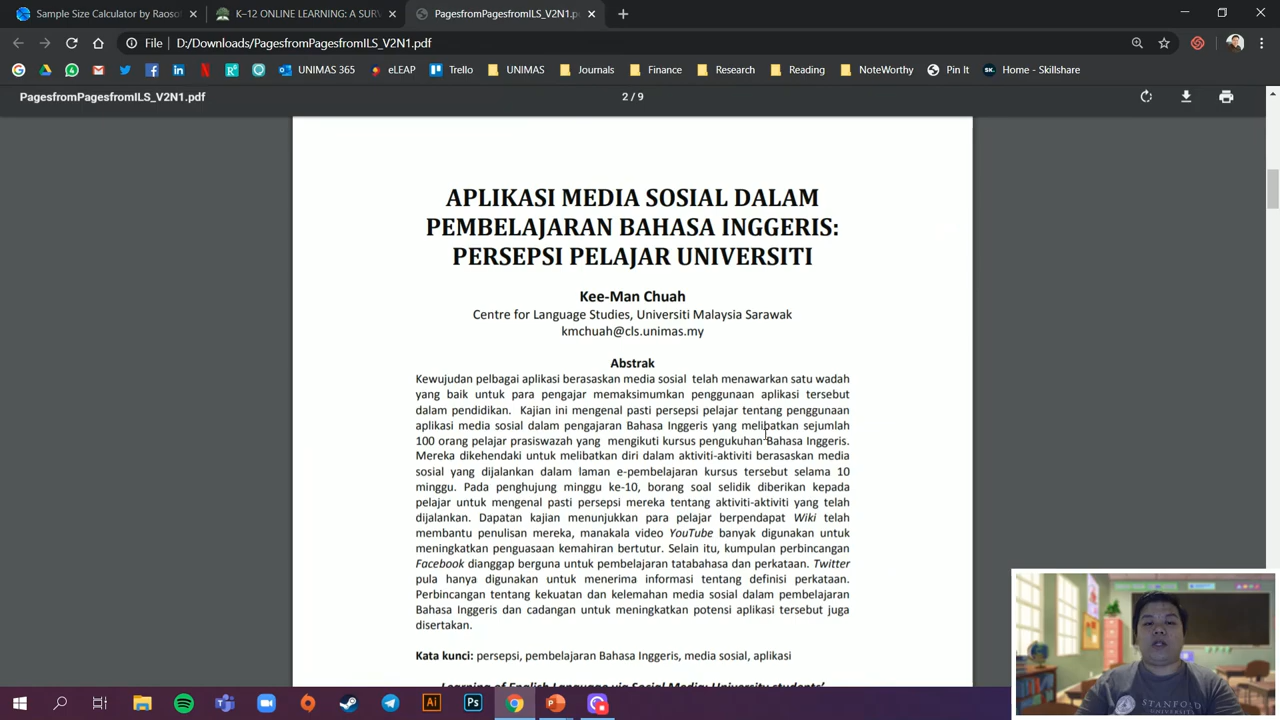 Sample Size Calculator by Raosof
K–12 ONLINE LEARNING: A SUR
PagesfromPagesfromILS_V2N1.p
File
D:/Downloads/PagesfromPagesfromILS_V2N1.pdf
UNIMAS 365
eLEAP
Trello
UNIMAS
Journals
Finance
Research
Reading
NoteWorthy
Pin It
Home - Skillshare
PagesfromPagesfromILS_V2N1.pdf
2 / 9
APLIKASI MEDIA SOSIAL DALAM
PEMBELAJARAN BAHASA INGGERIS:
PERSEPSI PELAJAR UNIVERSITI
Kee-Man Chuah
Centre for Language Studies, Universiti Malaysia Sarawak
kmchuah@cls.unimas.my
Abstrak
Kewujudan pelbagai aplikasi berasaskan media sosial telah menawarkan satu wadah
yang baik untuk para pengajar memaksimumkan penggunaan aplikasi tersebut
dalam pendidikan. Kajian ini mengenal pasti persepsi pelajar tentang penggunaan
aplikasi media sosial dalam pengajaran Bahasa Inggeris yang melibatkan sejumlah
100 orang pelajar prasiswazah yang mengikuti kursus pengukuhan Bahasa Inggeris.
Mereka dikehendaki untuk melibatkan diri dalam aktiviti-aktiviti berasaskan media
sosial yang dijalankan dalam laman e-pembelajaran kursus tersebut selama 10
minggu. Pada penghujung minggu ke-10, borang soal selidik diberikan kepada
pelajar untuk mengenal pasti persepsi mereka tentang aktiviti-aktiviti yang telah
dijalankan. Dapatan kajian menunjukkan para pelajar berpendapat Wiki telah
membantu penulisan mereka, manakala video YouTube banyak digunakan untuk
meningkatkan penguasaan kemahiran bertutur. Selain itu, kumpulan perbincangan
Facebook dianggap berguna untuk pembelajaran tatabahasa dan perkataan. Twitter
pula hanya digunakan untuk menerima informasi tentang definisi perkataan.
Perbincangan tentang kekuatan dan kelemahan media sosial dalam pembelajaran
Bahasa Inggeris dan cadangan untuk meningkatkan potensi aplikasi tersebut juga
disertakan.
Kata kunci: persepsi, pembelajaran Bahasa Inggeris, media sosial, aplikasi
Learning of English Language via Social Media: University students'
STANFORD